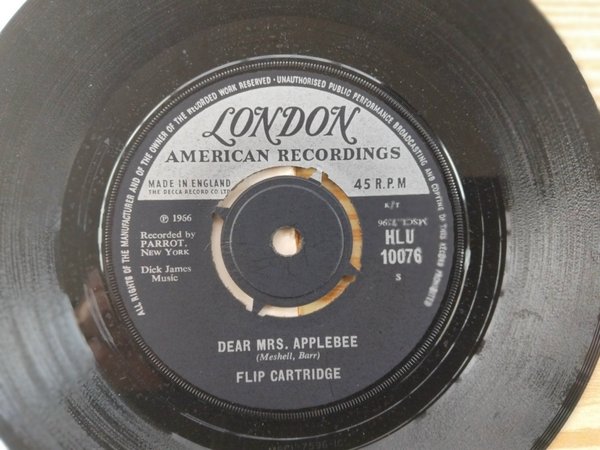 ALL RIGHTS OF THE MANUFACTURER AND OF THE OWNER OF THE RECORDED WORK RESERVED · UNAUTHORISED PUBLIC PERFORMANCE BROADCASTING AND COPYING OF THIS RECORD PROHIBITED
LONDON
AMERICAN RECORDINGS
MADE IN ENGLAND
THE DECCA RECORD CO LTD
45 R.P.M
K/T
℗ 1966
Recorded by
PARROT,
NEW YORK
Dick James
Music
HLU
10076
S
DEAR MRS. APPLEBEE
(Meshell, Barr)
FLIP CARTRIDGE